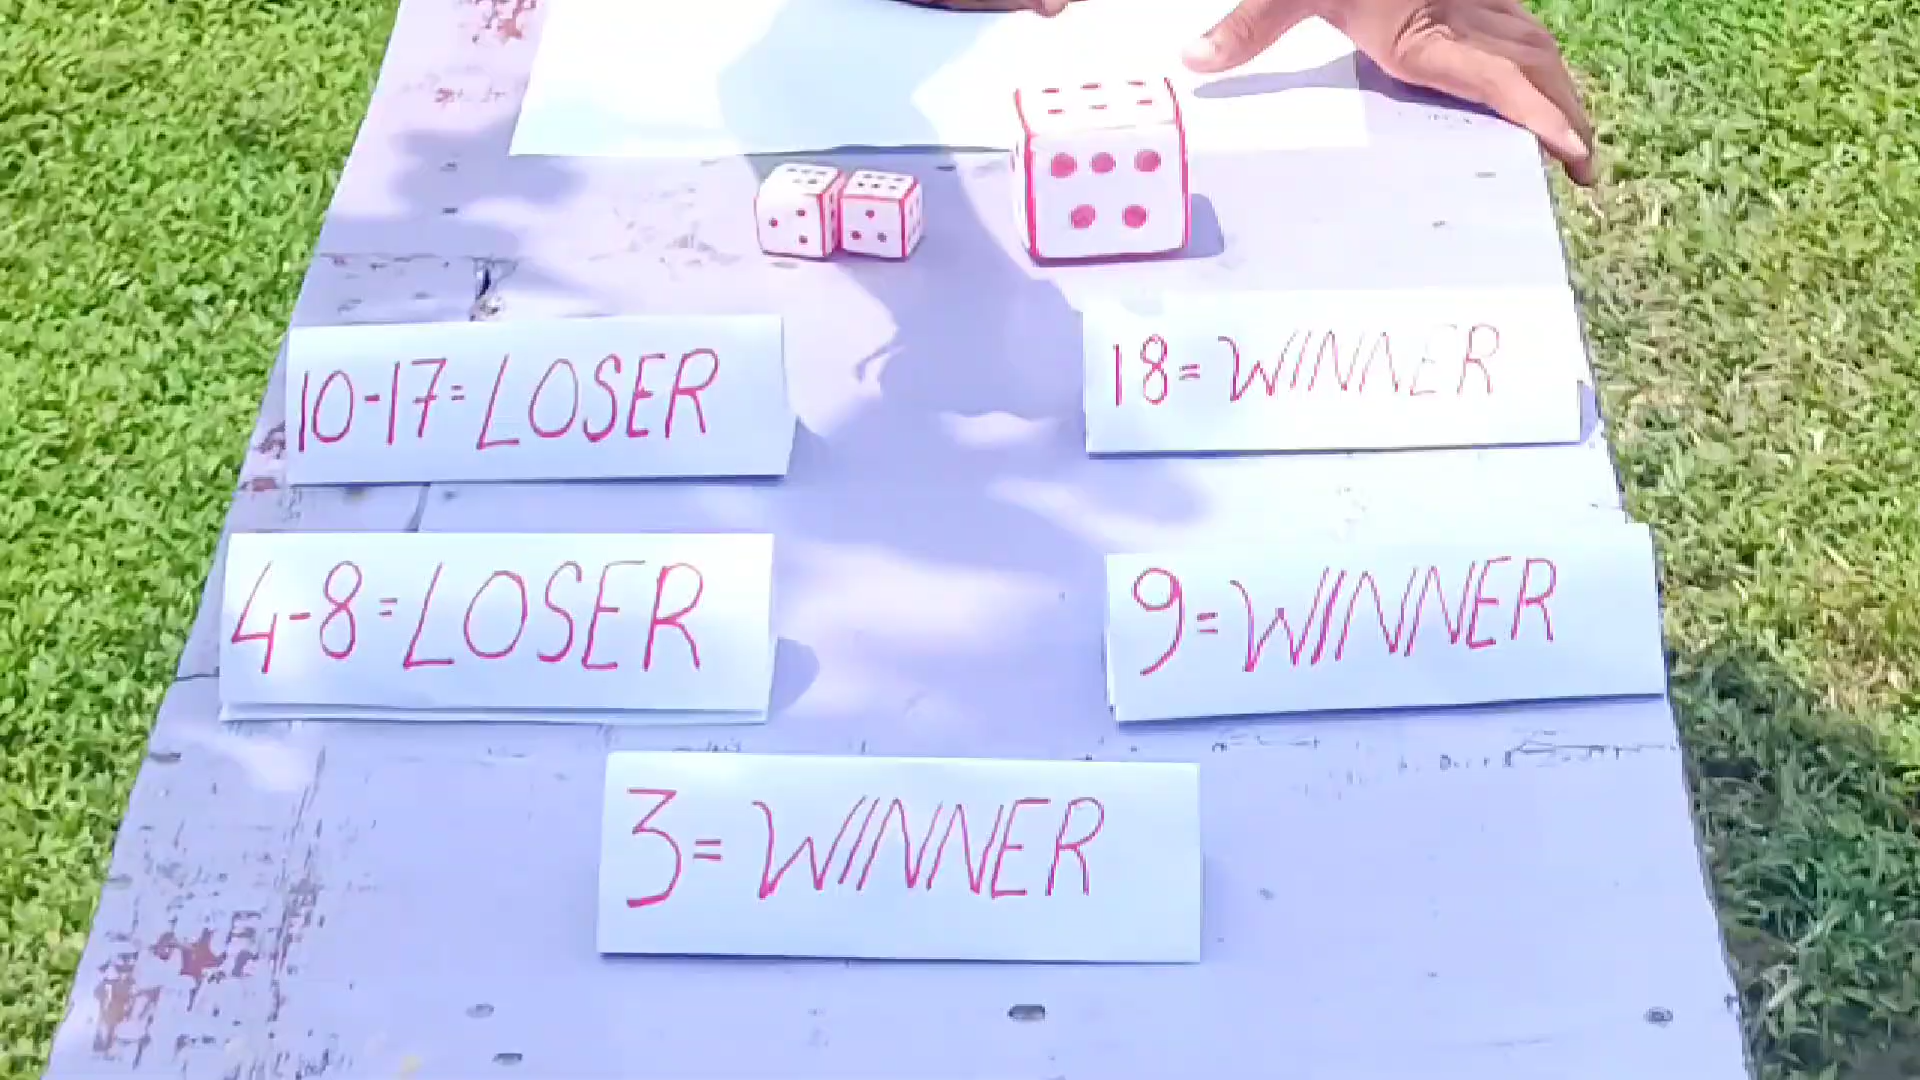 10-17= LOSER
18= WINNER
4-8= LOSER
9= WINNER
3= WINNER